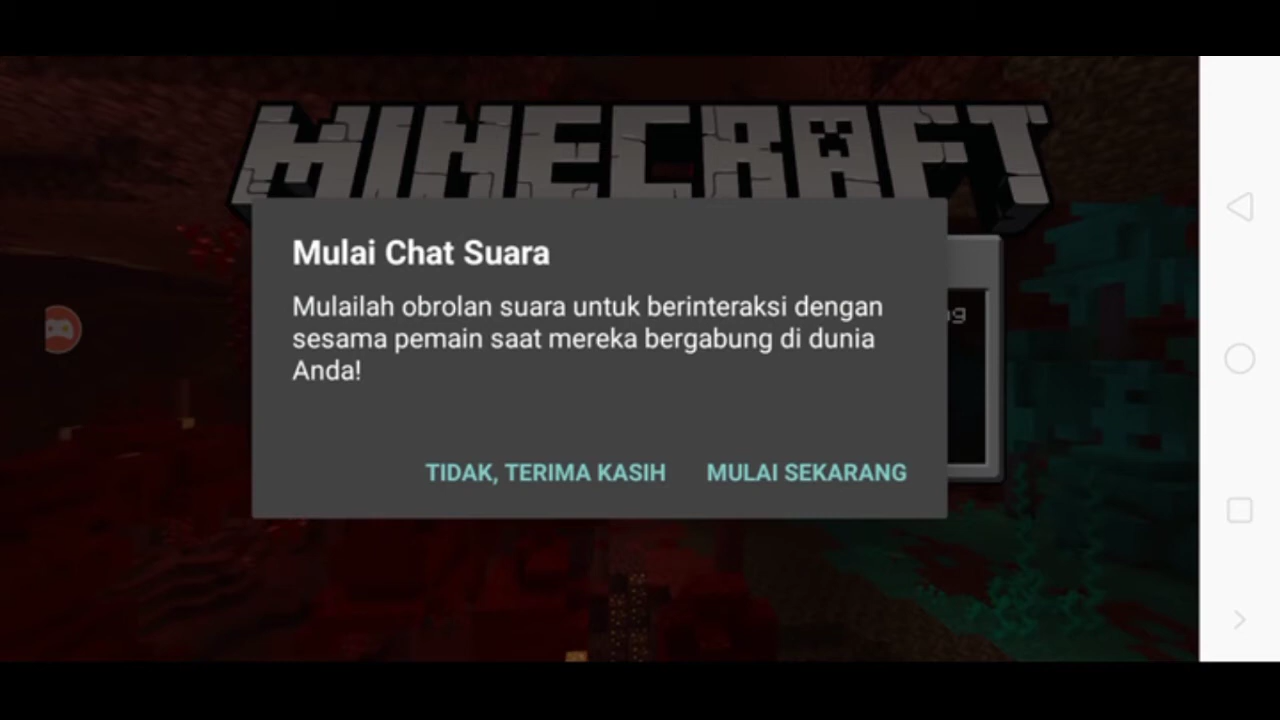 MINECRAFT
Mulai Chat Suara
Mulailah obrolan suara untuk berinteraksi dengan
sesama pemain saat mereka bergabung di dunia
Anda!
TIDAK, TERIMA KASIH MULAI SEKARANG